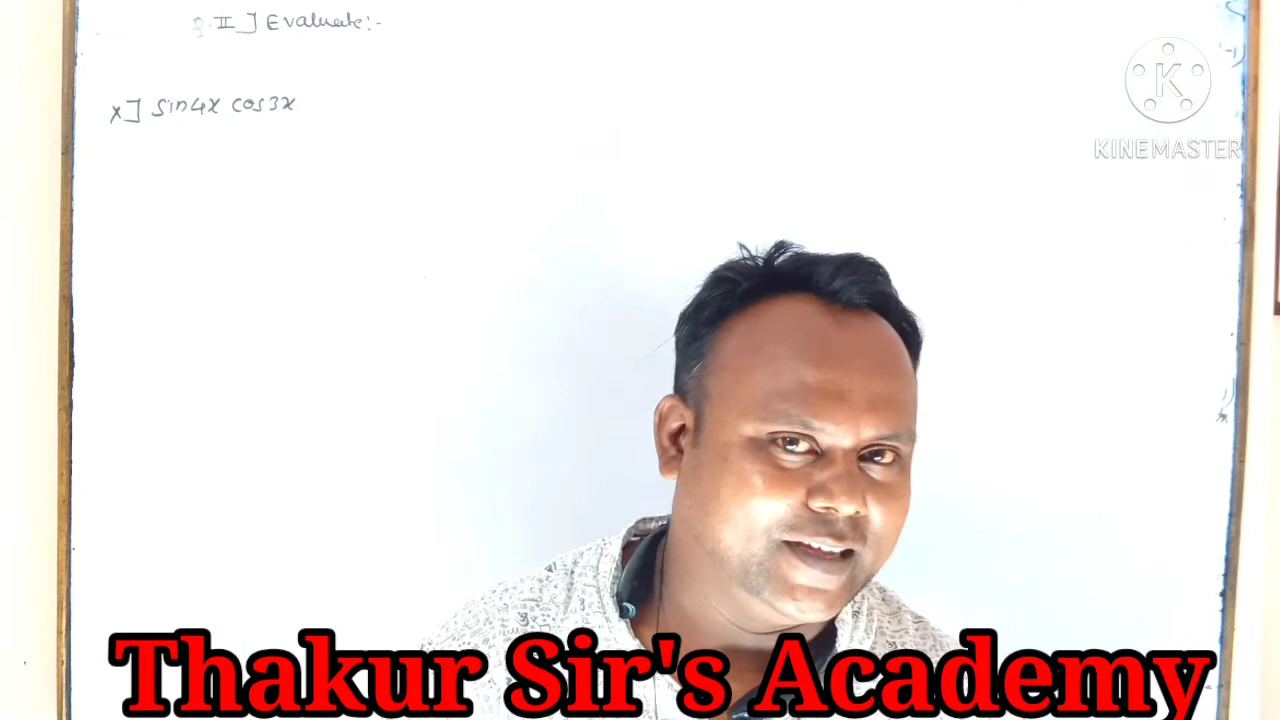 Q.II] Evaluate:-
x] sin4x cos3x
K
KINEMASTER
Thakur Sir's Academy